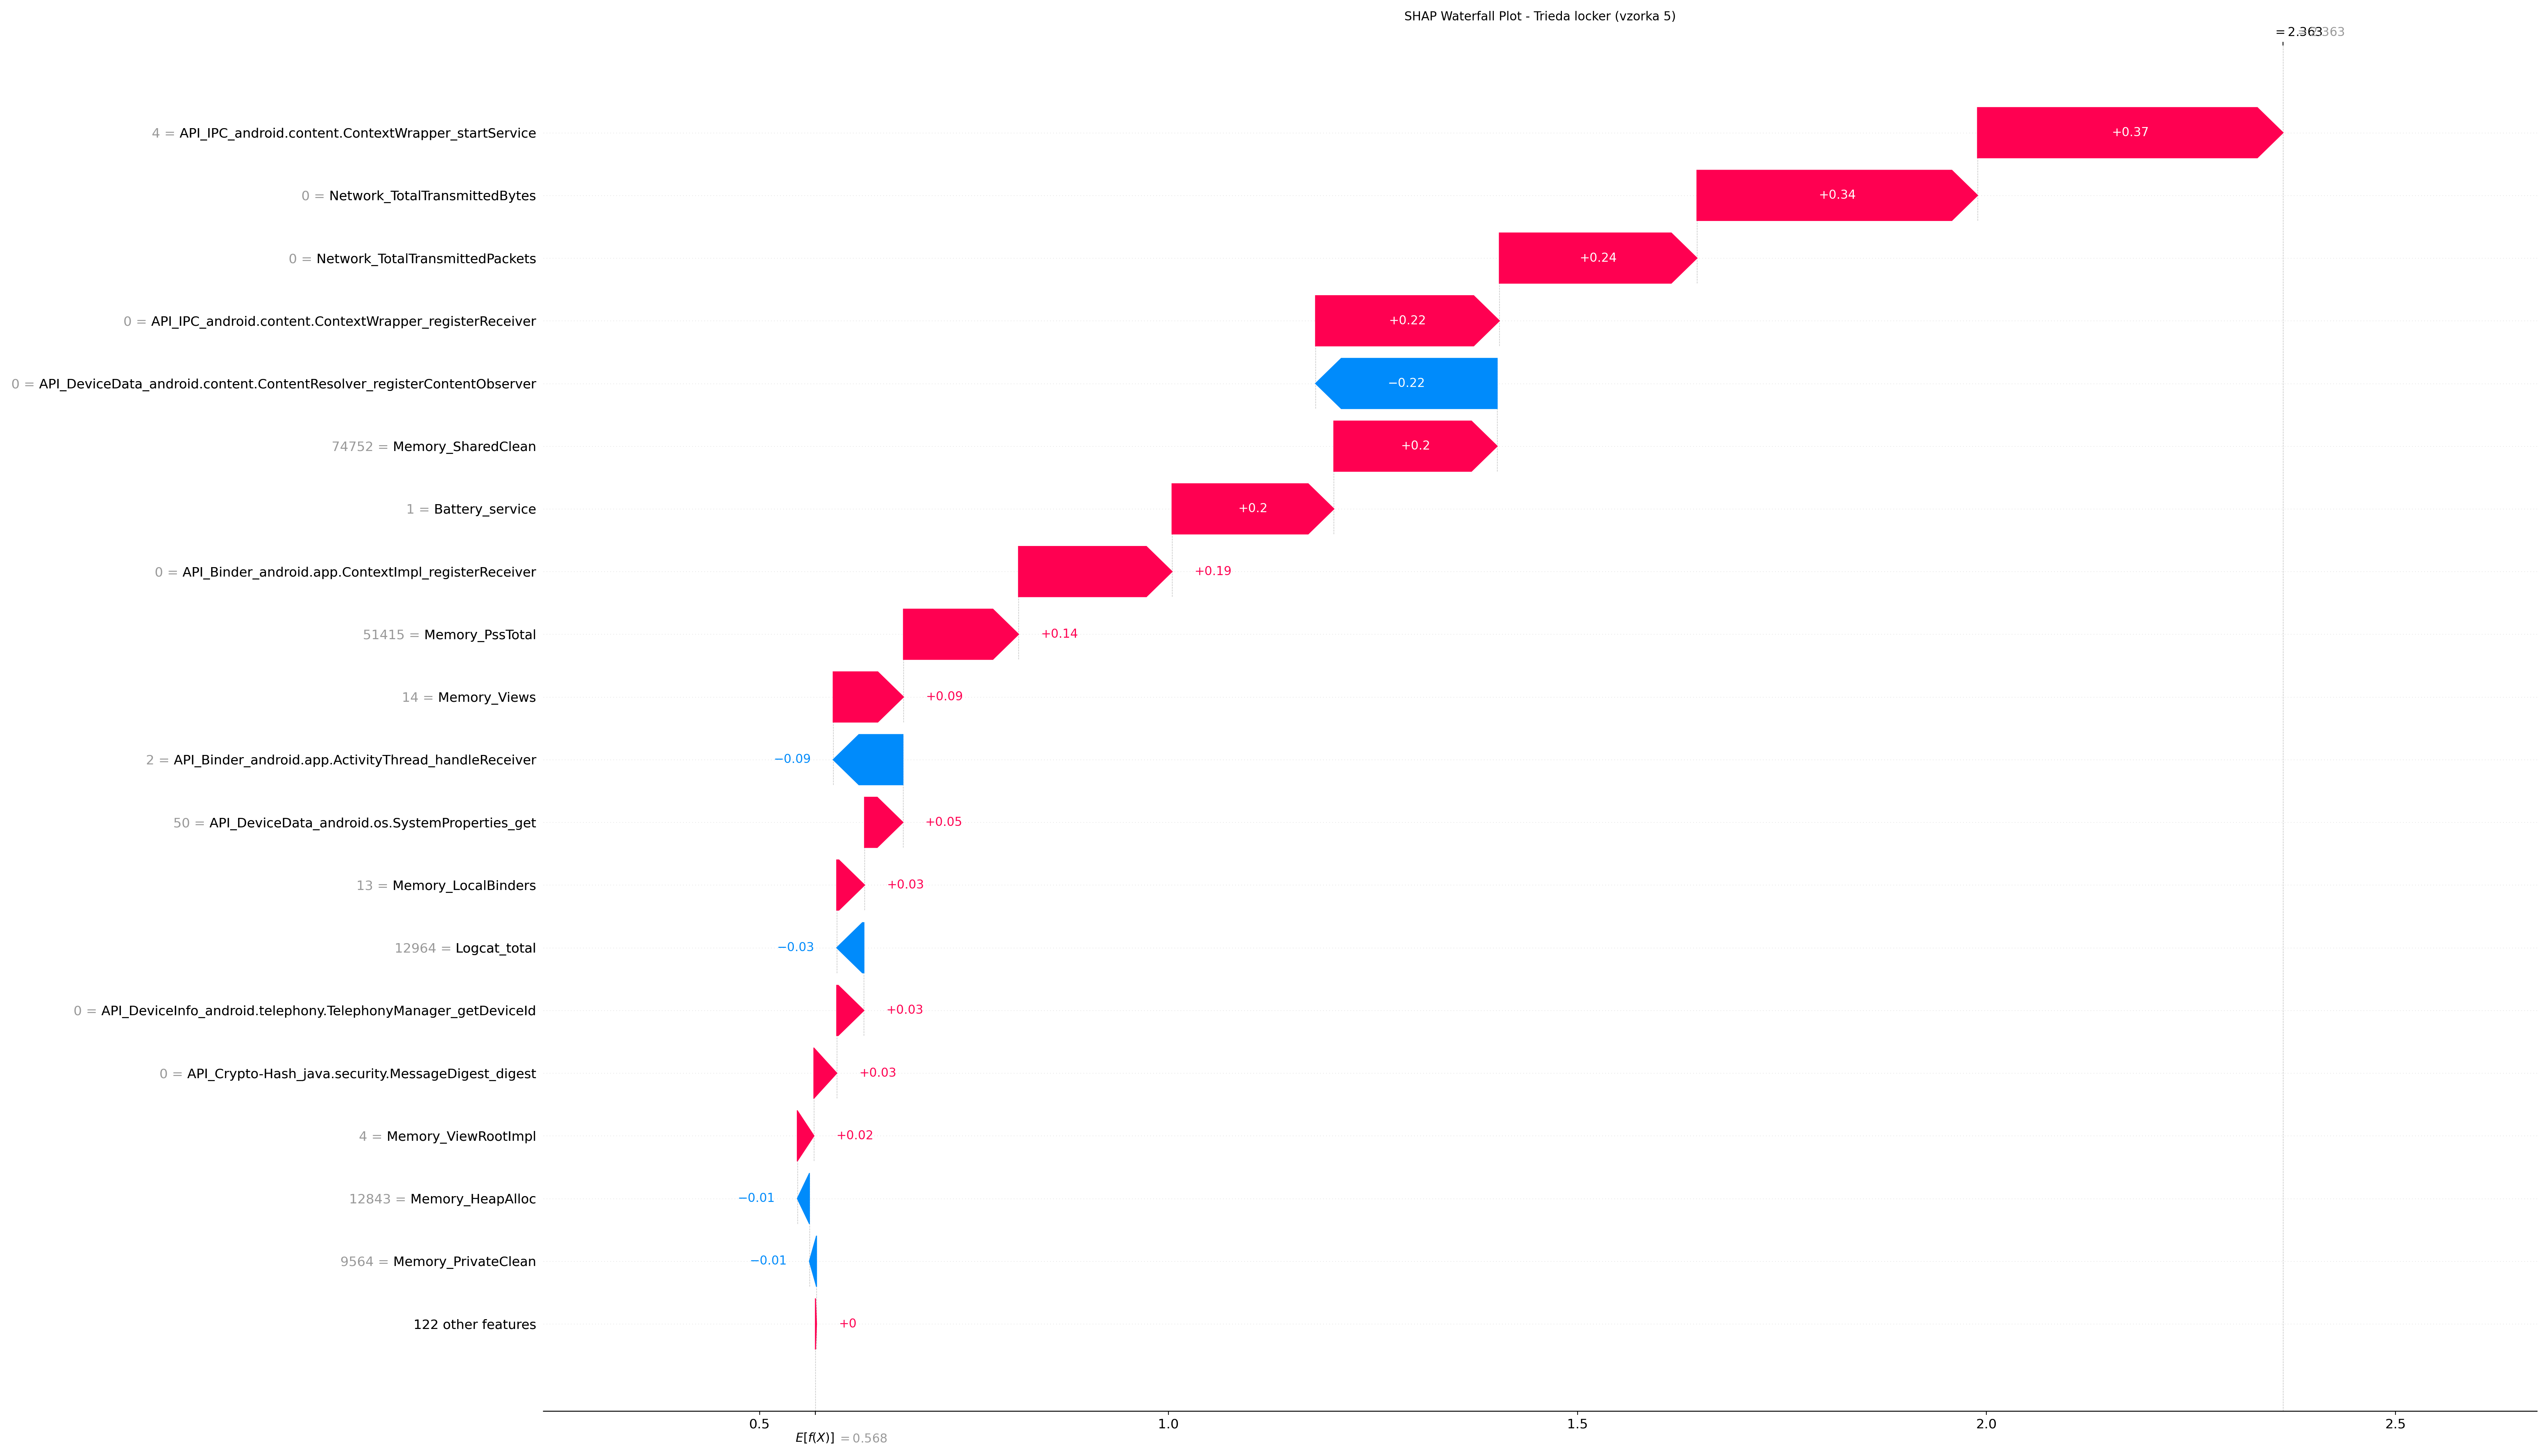 SHAP Waterfall Plot - Trieda locker (vzorka 5)
= 2.363
4 = API_IPC_android.content.ContextWrapper_startService
+0.37
0 = Network_TotalTransmittedBytes
+0.34
0 = Network_TotalTransmittedPackets
+0.24
0 = API_IPC_android.content.ContextWrapper_registerReceiver
+0.22
0 = API_DeviceData_android.content.ContentResolver_registerContentObserver
−0.22
74752 = Memory_SharedClean
+0.2
1 = Battery_service
+0.2
0 = API_Binder_android.app.ContextImpl_registerReceiver
+0.19
51415 = Memory_PssTotal
+0.14
14 = Memory_Views
+0.09
2 = API_Binder_android.app.ActivityThread_handleReceiver
−0.09
50 = API_DeviceData_android.os.SystemProperties_get
+0.05
13 = Memory_LocalBinders
+0.03
12964 = Logcat_total
−0.03
0 = API_DeviceInfo_android.telephony.TelephonyManager_getDeviceId
+0.03
0 = API_Crypto-Hash_java.security.MessageDigest_digest
+0.03
4 = Memory_ViewRootImpl
+0.02
12843 = Memory_HeapAlloc
−0.01
9564 = Memory_PrivateClean
−0.01
122 other features
+0
0.5 1.0 1.5 2.0 2.5
E[f(X)] = 0.568